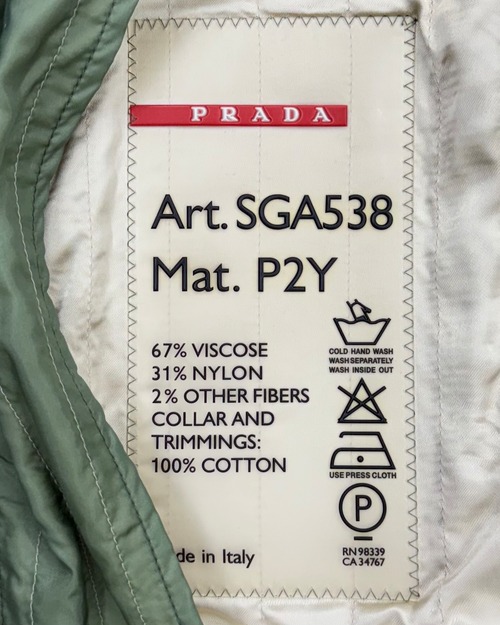 PRADA
Art. SGA538
Mat. P2Y
67% VISCOSE
31% NYLON
2% OTHER FIBERS
COLLAR AND
TRIMMINGS:
100% COTTON
COLD HAND WASH
WASH SEPARATELY
WASH INSIDE OUT
USE PRESS CLOTH
P
RN 98339
CA 34767
de in Italy